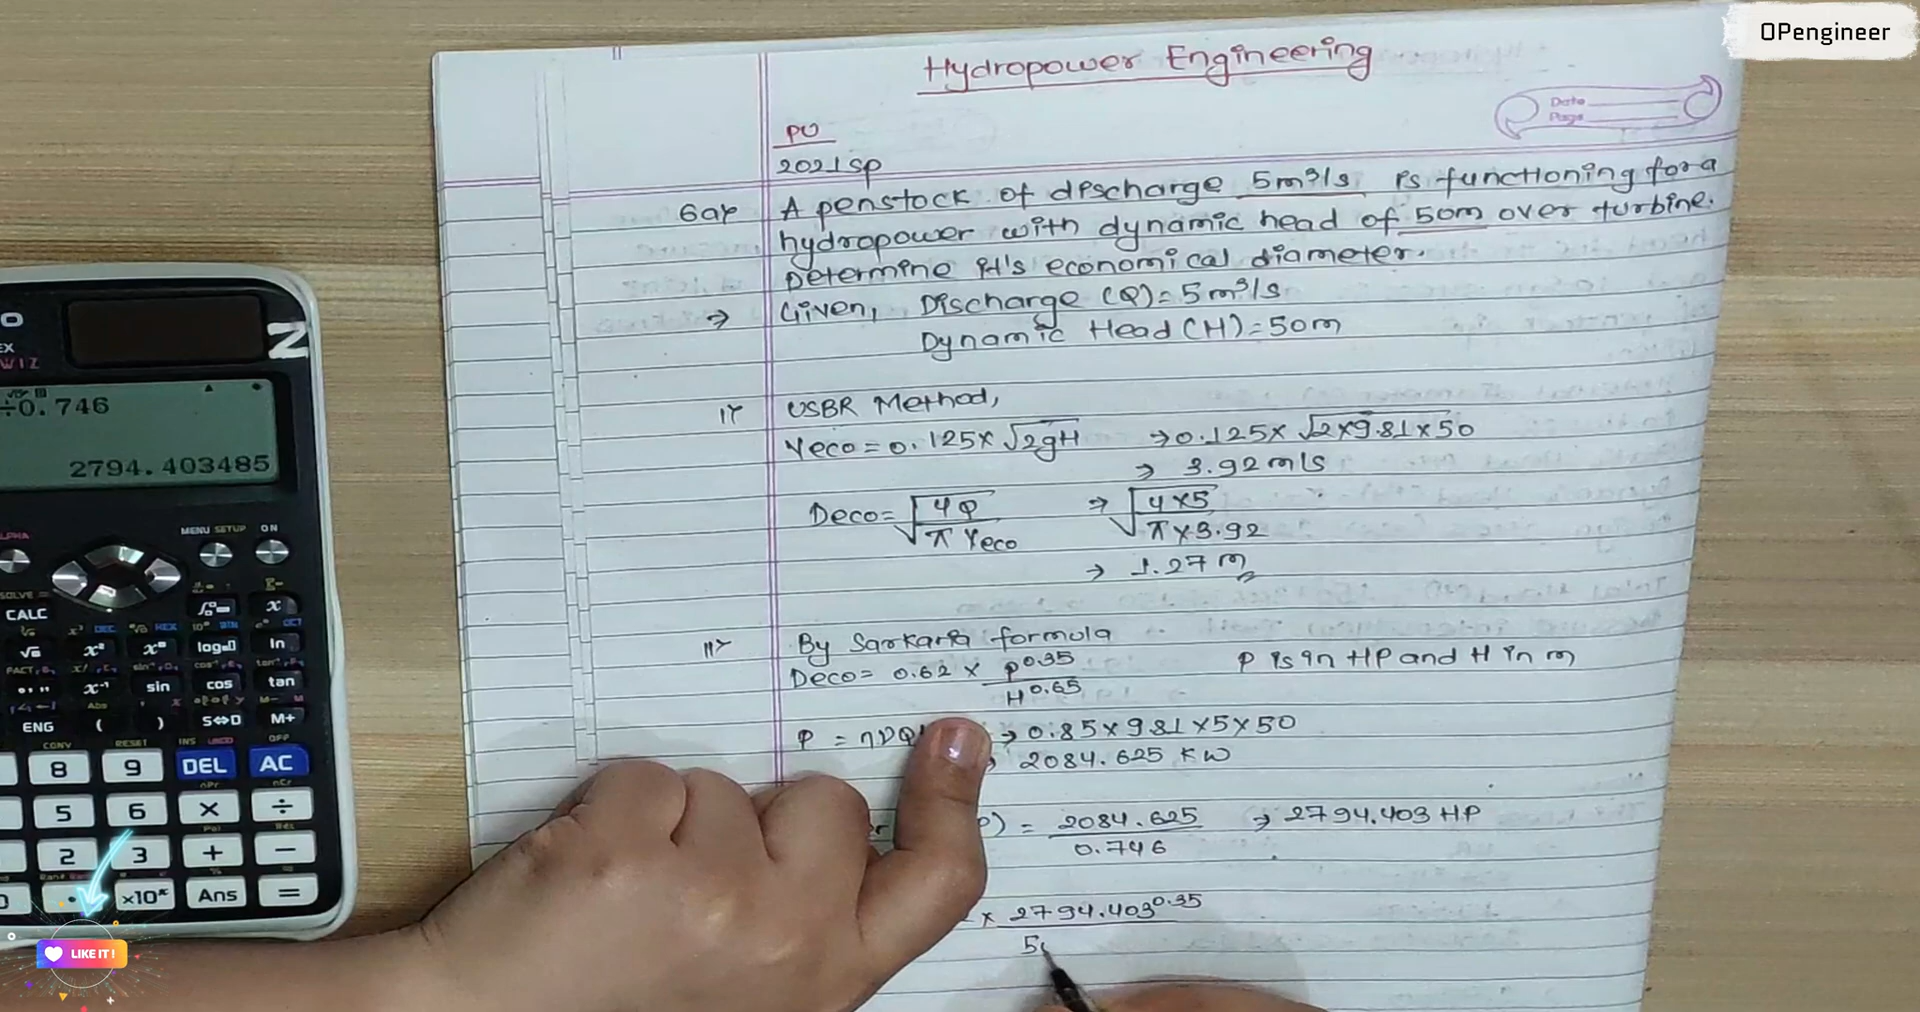 OPengineer
Hydropower Engineering
Date
Page
PU
2021 sp
6a) A penstock of discharge 5m³/s is functioning for a
hydropower with dynamic head of 50m over turbine.
Determine it's economical diameter.
→ Given, Discharge (Q) = 5m³/s
Dynamic Head (H) = 50m
i) USBR Method,
Veco = 0.125 × √2gH → 0.125 × √2×9.81×50
→ 3.92 m/s
Deco = √4Q/π Veco → √4×5/π×3.92
→ 1.27 m
ii) By Sarkaria formula
Deco = 0.62 × P^0.35/H^0.65 P is in HP and H in m
P = → 0.85×9.81×5×50
2084.625 KW
= 2084.625/0.746 → 2794.403 HP
× 2794.403^0.35
÷0.746
2794.403485
MENU SETUP ON
CALC
log
ln
sin cos tan
ENG ( ) S⇔D M+
8 9 DEL AC
5 6 × ÷
2 3 + −
×10ˣ Ans =
LIKE IT !